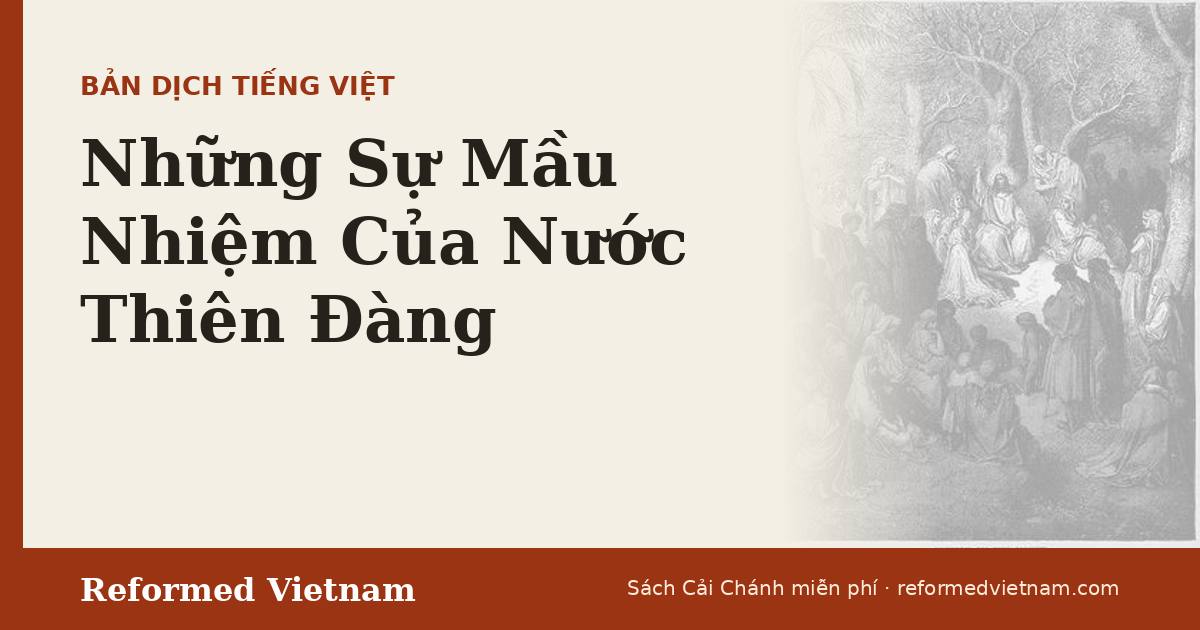 BẢN DỊCH TIẾNG VIỆT
Những Sự Mầu
Nhiệm Của Nước
Thiên Đàng
Reformed Vietnam
Sách Cải Chánh miễn phí · reformedvietnam.com